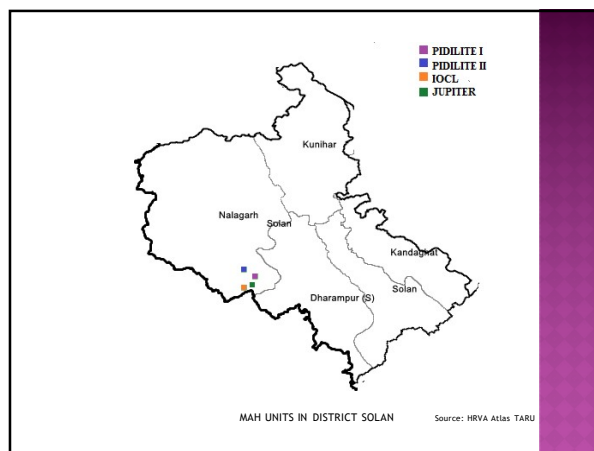 PIDILITE I
PIDILITE II
IOCL
JUPITER
Kunihar
Nalagarh
Solan
Kandaghat
Solan
Dharampur (S)
MAH UNITS IN DISTRICT SOLAN
Source: HRVA Atlas TARU